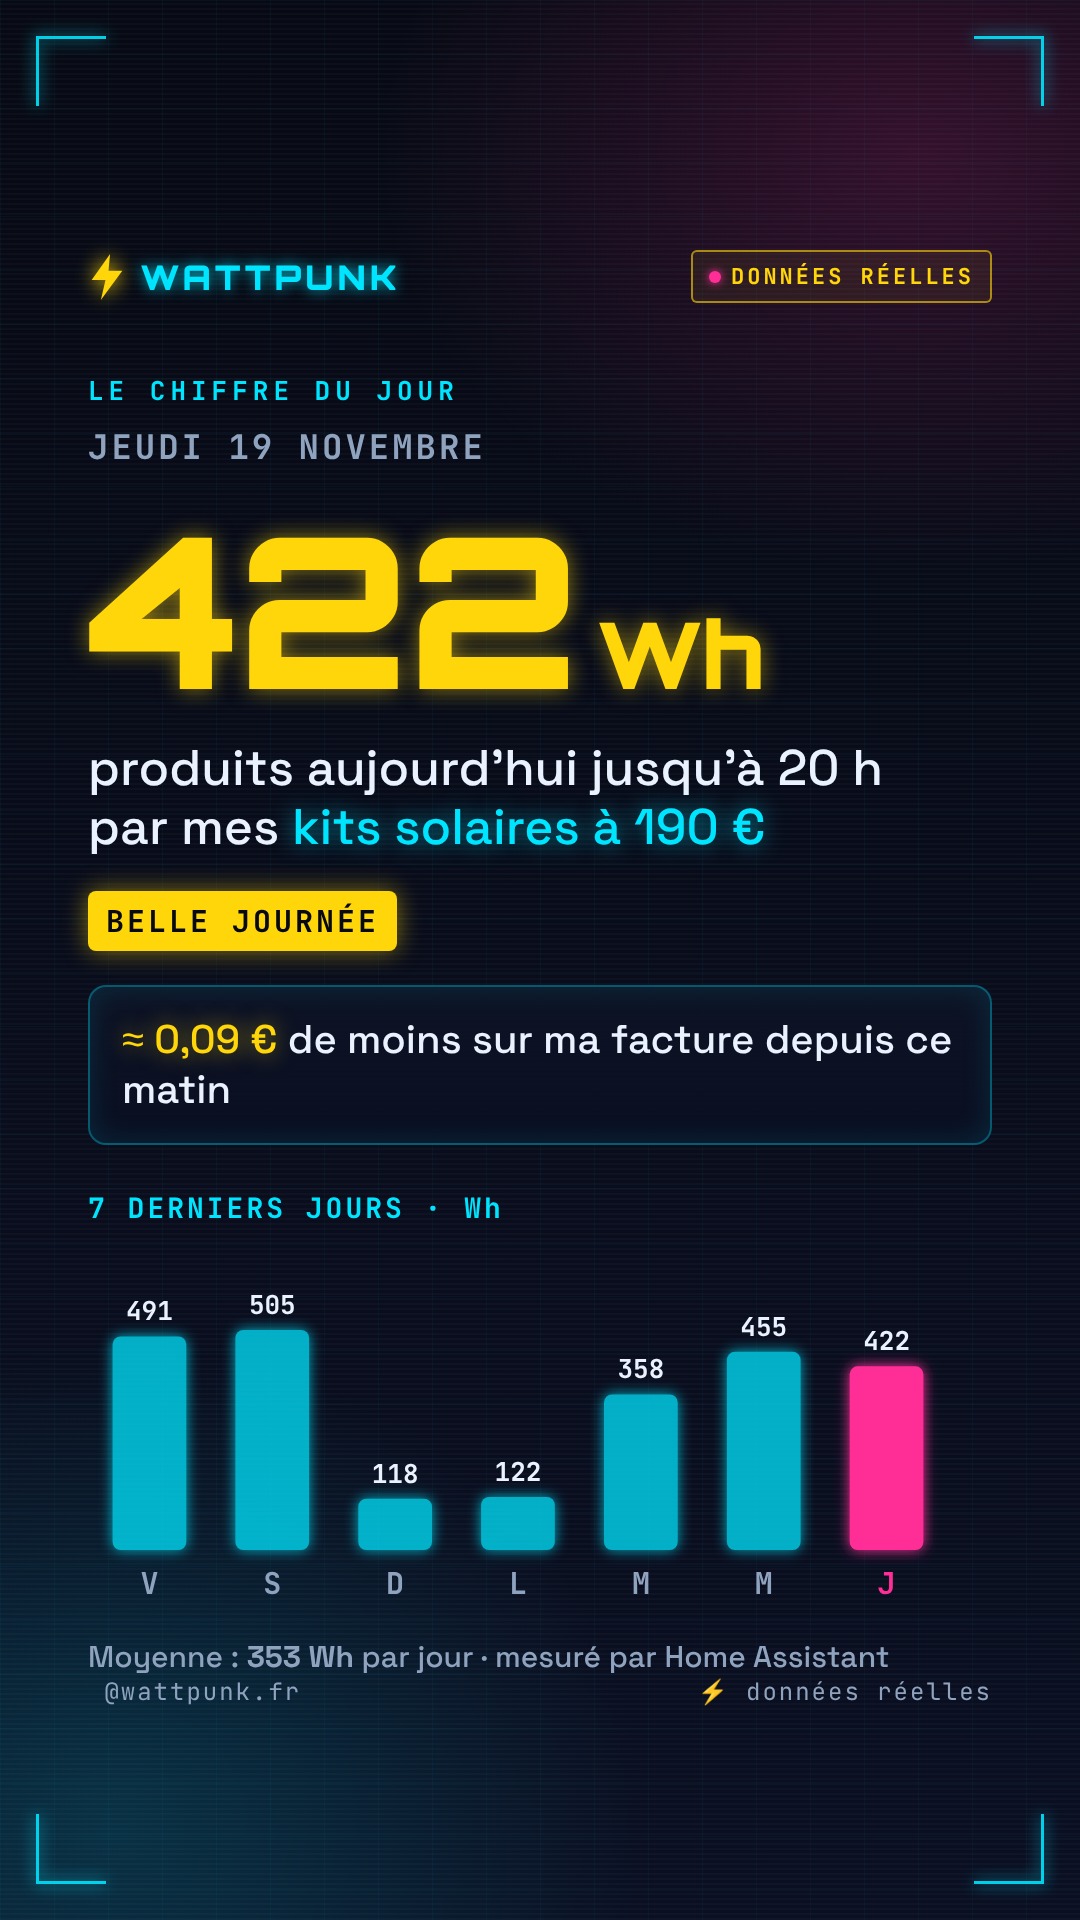 WATTPUNK
DONNÉES RÉELLES
LE CHIFFRE DU JOUR
JEUDI 19 NOVEMBRE
422 Wh
produits aujourd’hui jusqu’à 20 h
par mes kits solaires à 190 €
BELLE JOURNÉE
≈ 0,09 € de moins sur ma facture depuis ce
matin
7 DERNIERS JOURS · Wh
491 505 118 122 358 455 422
V S D L M M J
Moyenne : 353 Wh par jour · mesuré par Home Assistant
@wattpunk.fr
⚡ données réelles